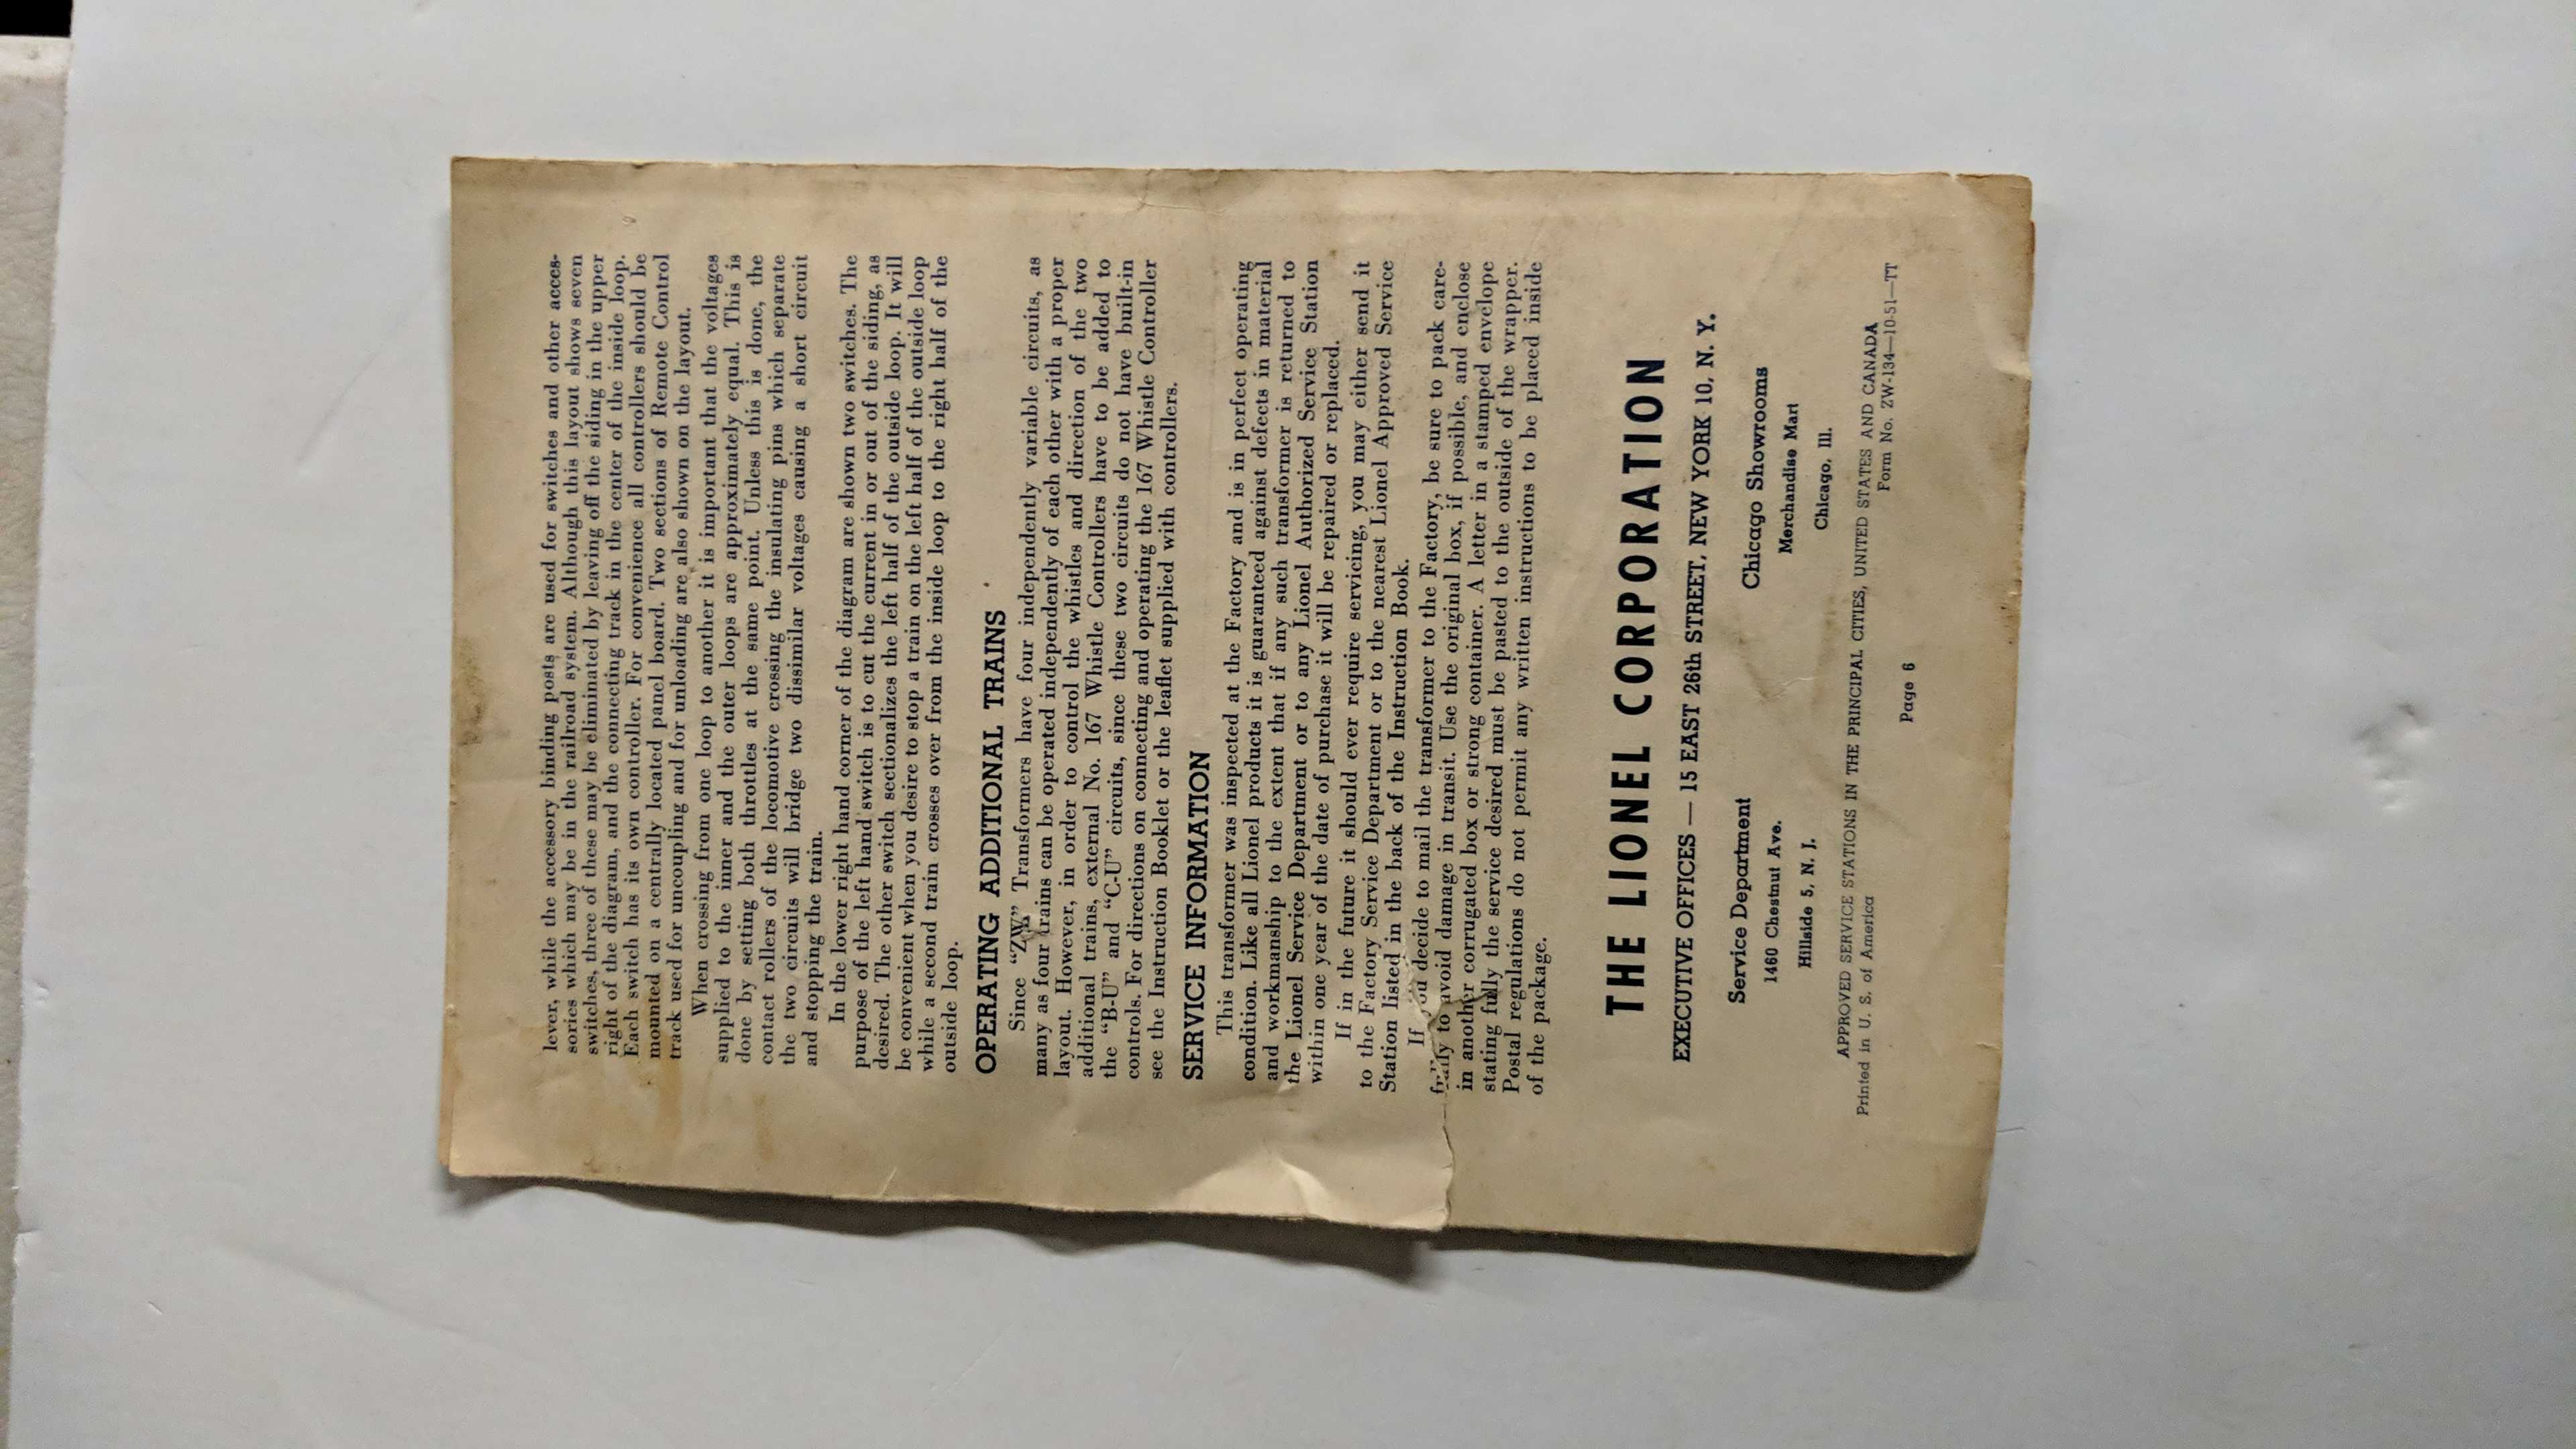 lever, while the accessory binding posts are used for switches and other acces-
sories which may be in the railroad system. Although this layout shows seven
switches, three of these may be eliminated by leaving off the siding in the upper
right of the diagram, and the connecting track in the center of the inside loop.
Each switch has its own controller. For convenience all controllers should be
mounted on a centrally located panel board. Two sections of Remote Control
track used for uncoupling and for unloading are also shown on the layout.
When crossing from one loop to another it is important that the voltages
supplied to the inner and the outer loops are approximately equal. This is
done by setting both throttles at the same point. Unless this is done, the
contact rollers of the locomotive crossing the insulating pins which separate
the two circuits will bridge two dissimilar voltages causing a short circuit
and stopping the train.
In the lower right hand corner of the diagram are shown two switches. The
purpose of the left hand switch is to cut the current in or out of the siding, as
desired. The other switch sectionalizes the left half of the outside loop. It will
be convenient when you desire to stop a train on the left half of the outside loop
while a second train crosses over from the inside loop to the right half of the
outside loop.
OPERATING ADDITIONAL TRAINS
Since "ZW" Transformers have four independently variable circuits, as
many as four trains can be operated independently of each other with a proper
layout. However, in order to control the whistles and direction of the two
additional trains, external No. 167 Whistle Controllers have to be added to
the "B-U" and "C-U" circuits, since these two circuits do not have built-in
controls. For directions on connecting and operating the 167 Whistle Controller
see the Instruction Booklet or the leaflet supplied with controllers.
SERVICE INFORMATION
This transformer was inspected at the Factory and is in perfect operating
condition. Like all Lionel products it is guaranteed against defects in material
and workmanship to the extent that if any such transformer is returned to
the Lionel Service Department or to any Lionel Authorized Service Station
within one year of the date of purchase it will be repaired or replaced.
If in the future it should ever require servicing, you may either send it
to the Factory Service Department or to the nearest Lionel Approved Service
Station listed in the back of the Instruction Book.
If you decide to mail the transformer to the Factory, be sure to pack care-
fully to avoid damage in transit. Use the original box, if possible, and enclose
in another corrugated box or strong container. A letter in a stamped envelope
stating fully the service desired must be pasted to the outside of the wrapper.
Postal regulations do not permit any written instructions to be placed inside
of the package.
THE LIONEL CORPORATION
EXECUTIVE OFFICES — 15 EAST 26th STREET, NEW YORK 10, N. Y.
Service Department
1460 Chestnut Ave.
Hillside 5, N. J.
Chicago Showrooms
Merchandise Mart
Chicago, Ill.
APPROVED SERVICE STATIONS IN THE PRINCIPAL CITIES, UNITED STATES AND CANADA
Printed in U. S. of America
Form No. ZW-134—10-51—TT
Page 6